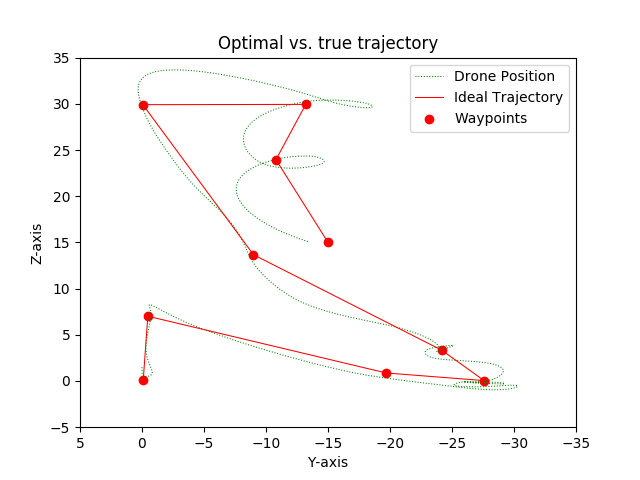 Optimal vs. true trajectory
Drone Position
Ideal Trajectory
Waypoints
Z-axis
35
30
25
20
15
10
5
0
−5
5 0 −5 −10 −15 −20 −25 −30 −35
Y-axis